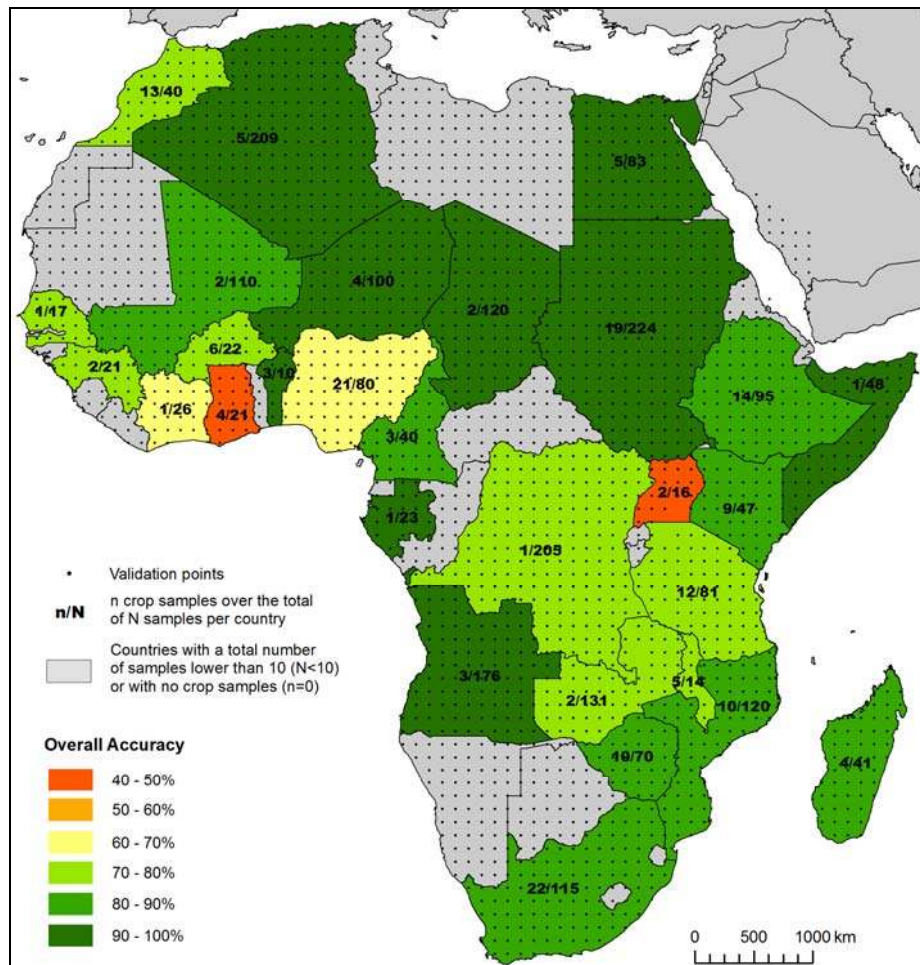 13/40
5/209
5/83
2/110
4/100
2/120
1/17
19/224
6/22
3/10
1/48
2/21
21/80
14/95
1/26
4/21
3/40
2/16
9/47
1/23
1/205
12/81
• Validation points
n/N n crop samples over the total
of N samples per country
Countries with a total number
of samples lower than 10 (N<10)
or with no crop samples (n=0)
5/14
3/176
2/131
10/120
19/70
4/41
22/115
Overall Accuracy
40 - 50%
50 - 60%
60 - 70%
70 - 80%
80 - 90%
90 - 100%
0 500 1000 km